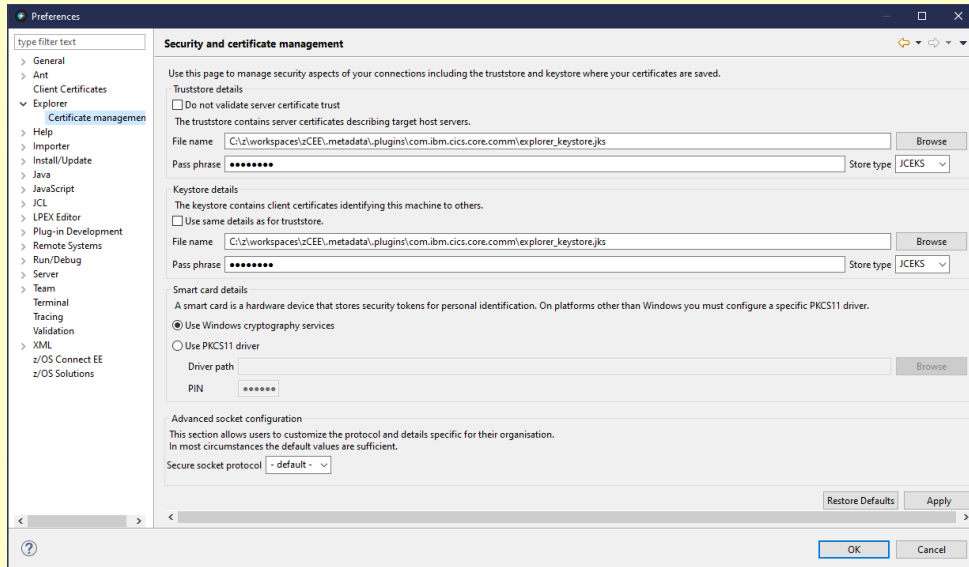 Preferences
type filter text
General
Ant
Client Certificates
Explorer
Certificate managemen
Help
Importer
Install/Update
Java
JavaScript
JCL
LPEX Editor
Plug-in Development
Remote Systems
Run/Debug
Server
Team
Terminal
Tracing
Validation
XML
z/OS Connect EE
z/OS Solutions
Security and certificate management
Use this page to manage security aspects of your connections including the truststore and keystore where your certificates are saved.
Truststore details
Do not validate server certificate trust
The truststore contains server certificates describing target host servers.
File name C:\z\workspaces\zCEE\.metadata\.plugins\com.ibm.cics.core.comm\explorer_keystore.jks Browse
Pass phrase ●●●●●●●● Store type JCEKS
Keystore details
The keystore contains client certificates identifying this machine to others.
Use same details as for truststore.
File name C:\z\workspaces\zCEE\.metadata\.plugins\com.ibm.cics.core.comm\explorer_keystore.jks Browse
Pass phrase ●●●●●●●● Store type JCEKS
Smart card details
A smart card is a hardware device that stores security tokens for personal identification. On platforms other than Windows you must configure a specific PKCS11 driver.
Use Windows cryptography services
Use PKCS11 driver
Driver path Browse
PIN ●●●●●●
Advanced socket configuration
This section allows users to customize the protocol and details specific for their organisation.
In most circumstances the default values are sufficient.
Secure socket protocol - default -
Restore Defaults Apply
OK Cancel